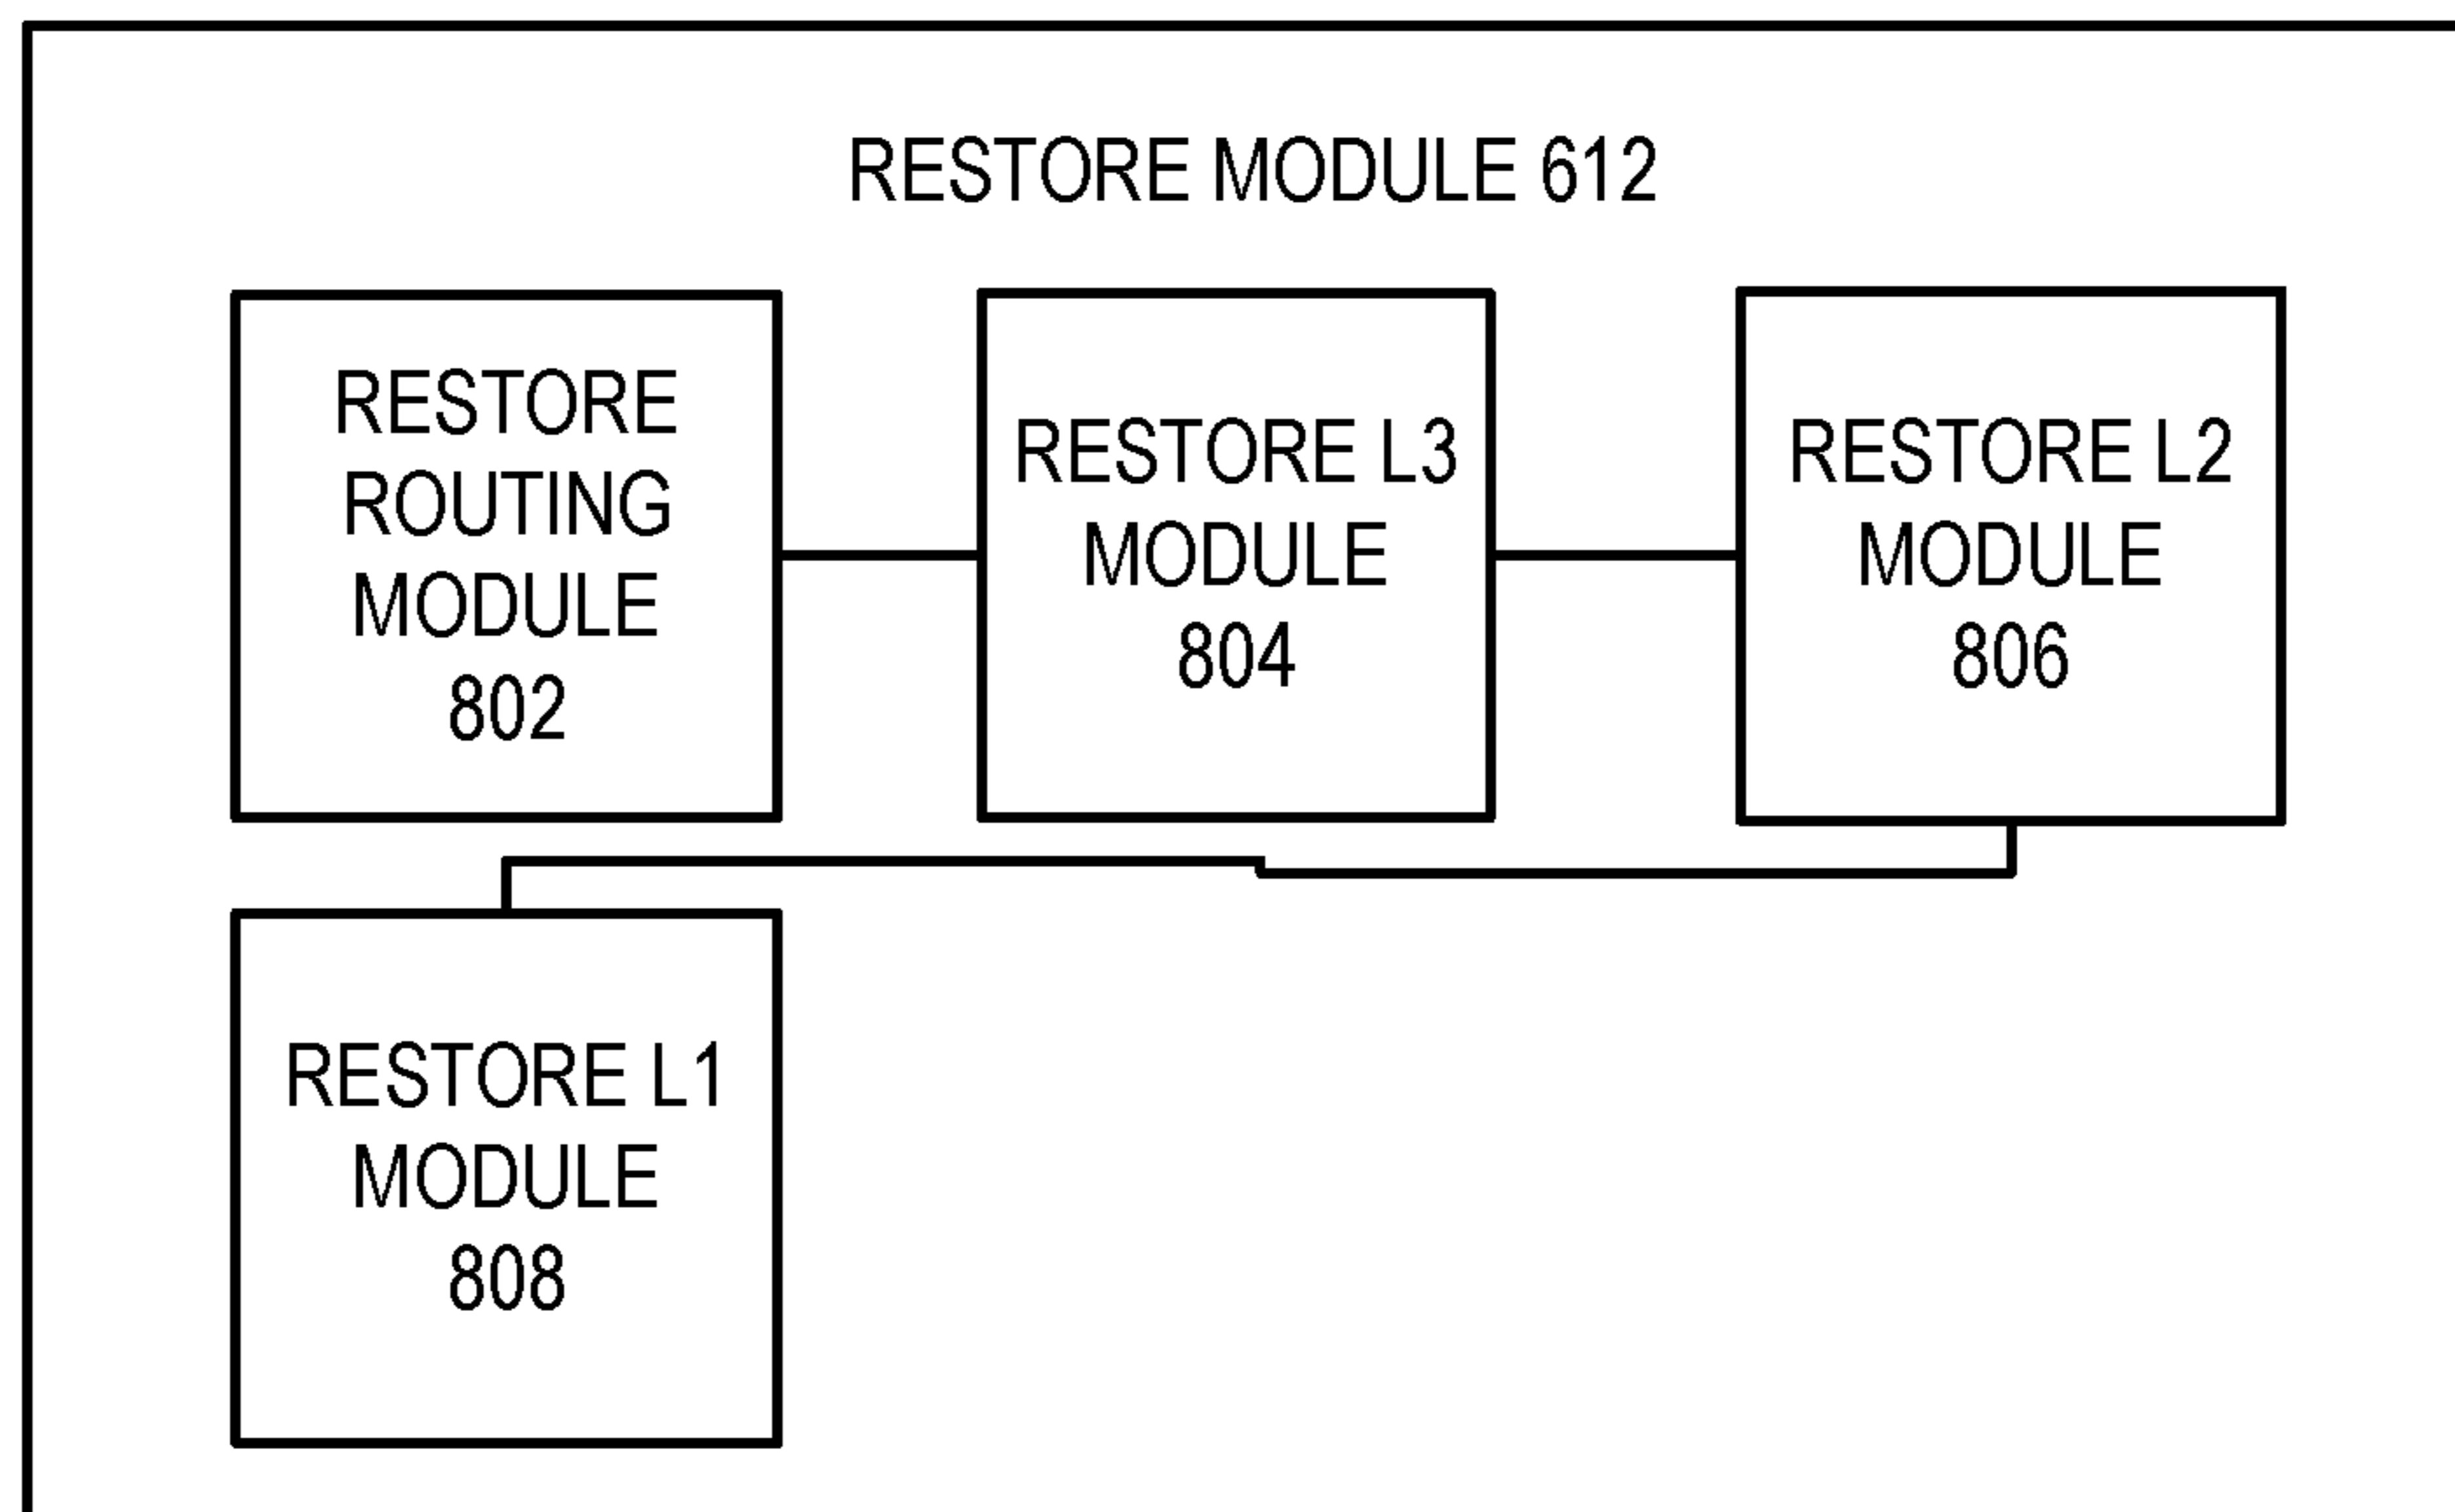 RESTORE MODULE 612
RESTORE
ROUTING
MODULE
802
RESTORE L3
MODULE
804
RESTORE L2
MODULE
806
RESTORE L1
MODULE
808